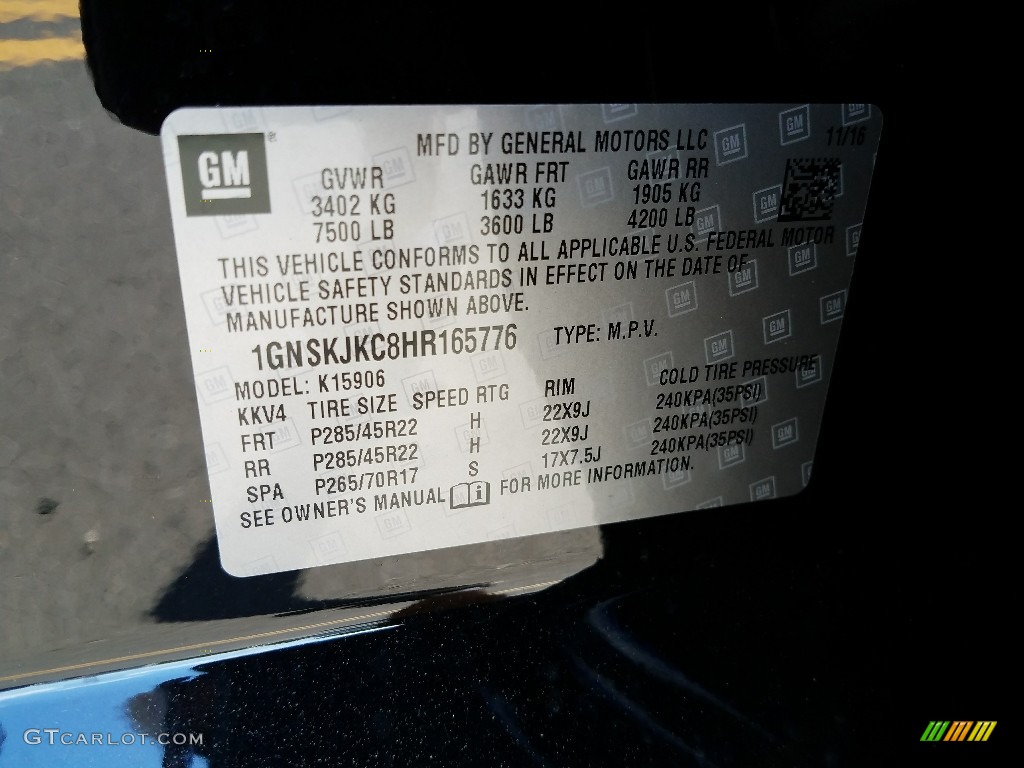 GM ® MFD BY GENERAL MOTORS LLC 11/16
GVWR GAWR FRT GAWR RR
3402 KG 1633 KG 1905 KG
7500 LB 3600 LB 4200 LB
THIS VEHICLE CONFORMS TO ALL APPLICABLE U.S. FEDERAL MOTOR
VEHICLE SAFETY STANDARDS IN EFFECT ON THE DATE OF
MANUFACTURE SHOWN ABOVE.
1GNSKJKC8HR165776 TYPE: M.P.V.
MODEL: K15906
KKV4 TIRE SIZE SPEED RTG RIM COLD TIRE PRESSURE
FRT P285/45R22 H 22X9J 240KPA(35PSI)
RR P285/45R22 H 22X9J 240KPA(35PSI)
SPA P265/70R17 S 17X7.5J 240KPA(35PSI)
SEE OWNER'S MANUAL FOR MORE INFORMATION.
GTCARLOT.COM